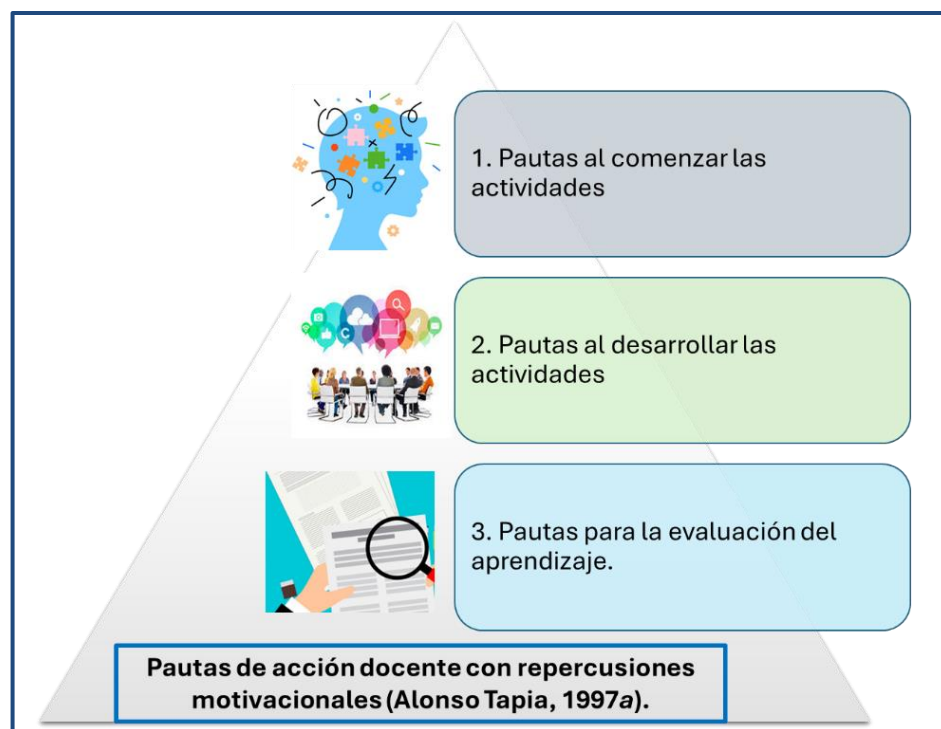 1. Pautas al comenzar las
actividades
2. Pautas al desarrollar las
actividades
3. Pautas para la evaluación del
aprendizaje.
Pautas de acción docente con repercusiones
motivacionales (Alonso Tapia, 1997a).